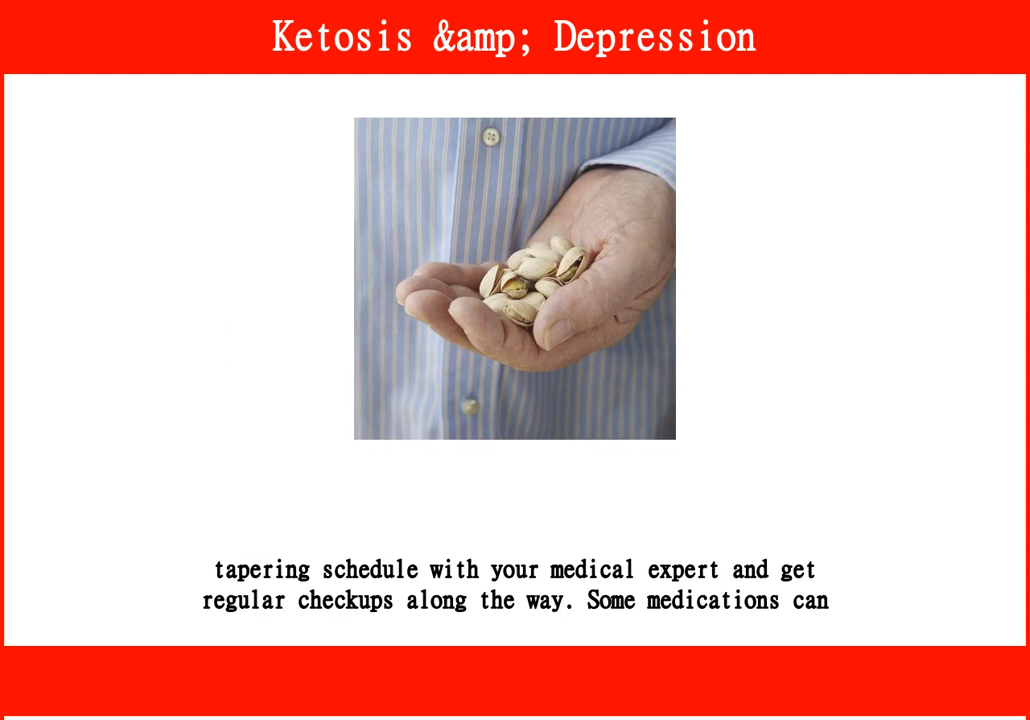 Ketosis &amp; Depression
tapering schedule with your medical expert and get
regular checkups along the way. Some medications can